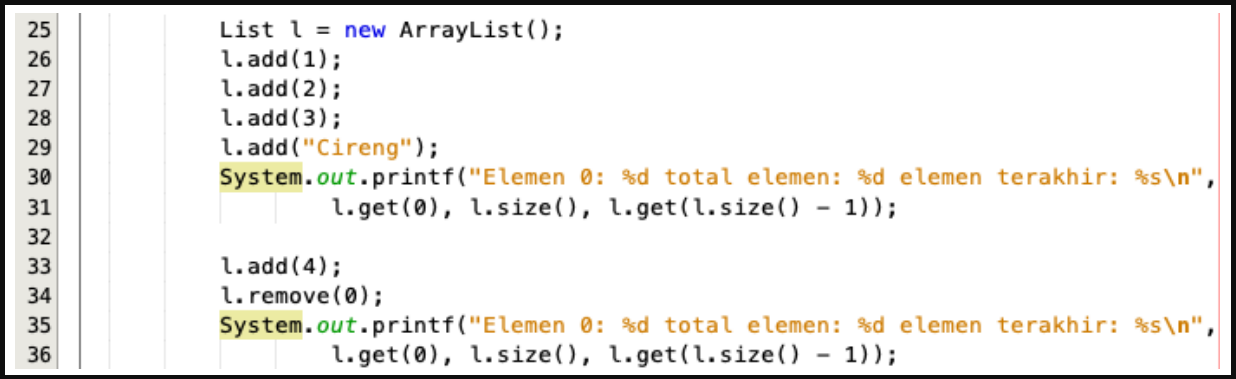 25 List l = new ArrayList();
26 l.add(1);
27 l.add(2);
28 l.add(3);
29 l.add("Cireng");
30 System.out.printf("Elemen 0: %d total elemen: %d elemen terakhir: %s\n",
31 l.get(0), l.size(), l.get(l.size() - 1));
32
33 l.add(4);
34 l.remove(0);
35 System.out.printf("Elemen 0: %d total elemen: %d elemen terakhir: %s\n",
36 l.get(0), l.size(), l.get(l.size() - 1));